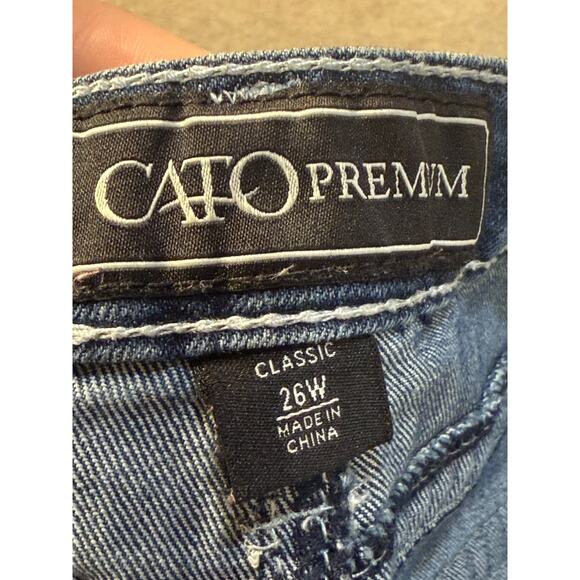 CATO PREMIUM
CLASSIC
26W
MADE IN
CHINA